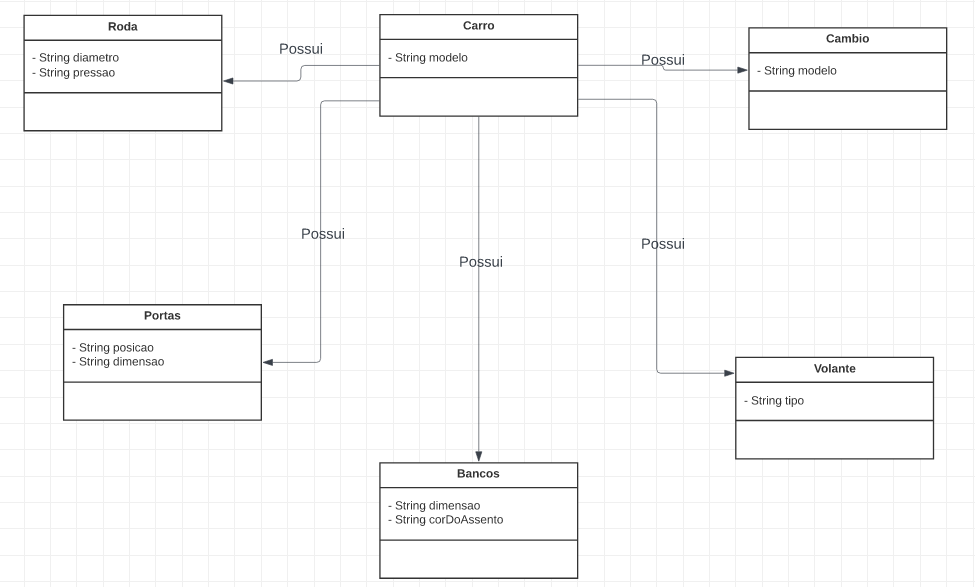 Roda
- String diametro
- String pressao
Possui
Carro
- String modelo
Possui
Cambio
- String modelo
Possui
Possui
Possui
Portas
- String posicao
- String dimensao
Volante
- String tipo
Bancos
- String dimensao
- String corDoAssento